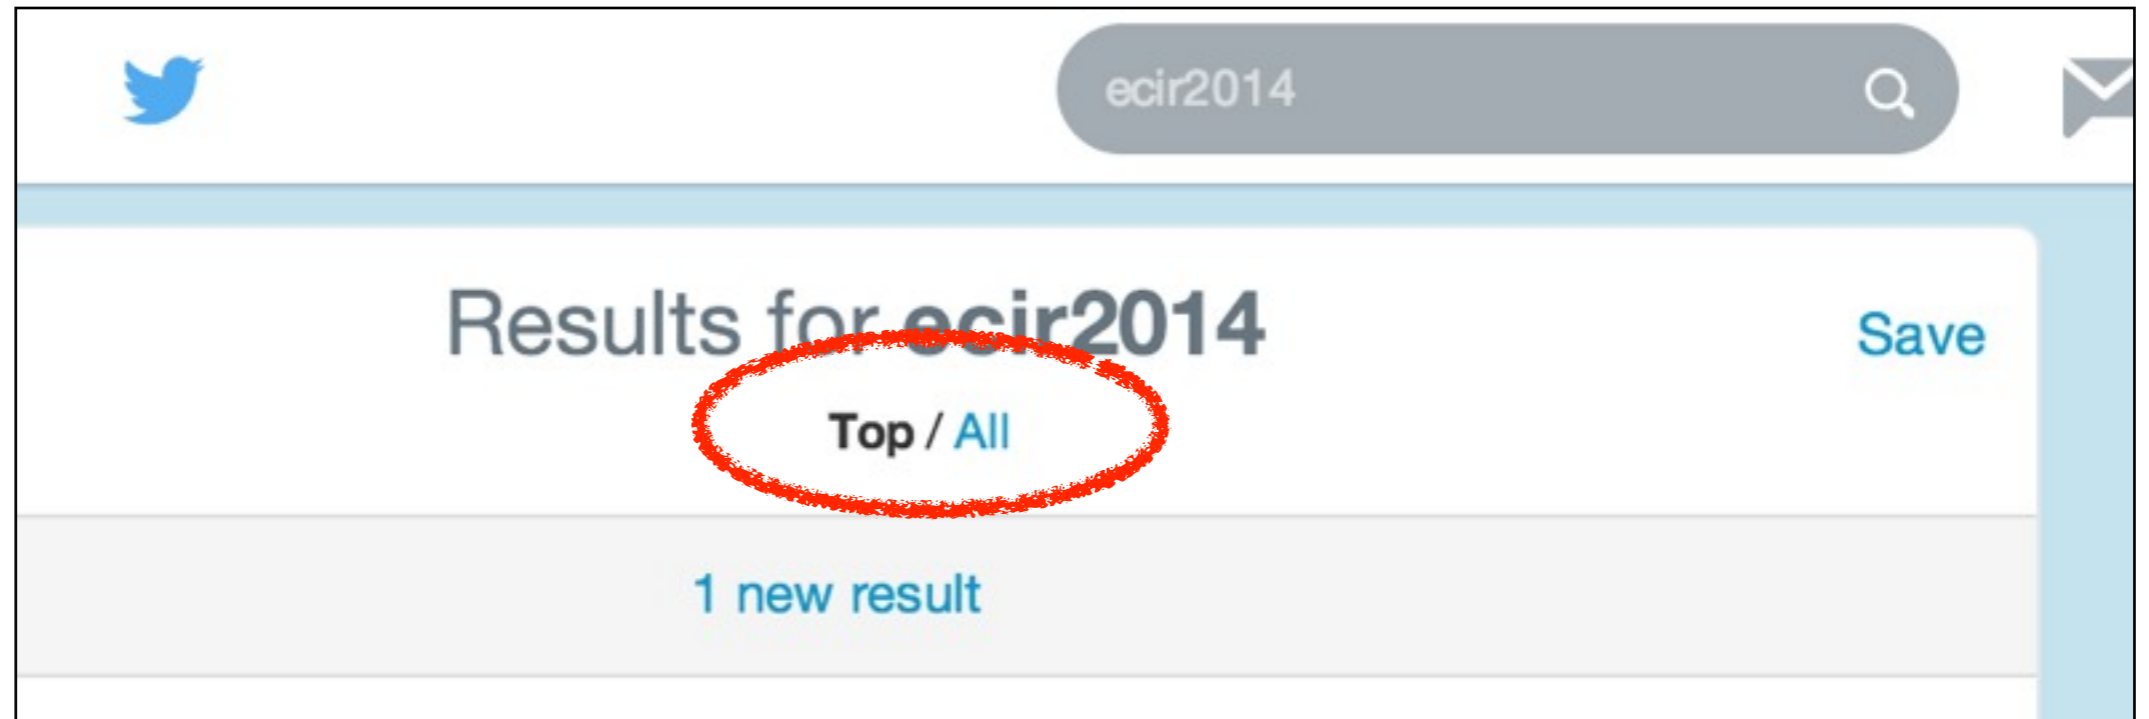 ecir2014
Results for ecir2014
Save
Top / All
1 new result